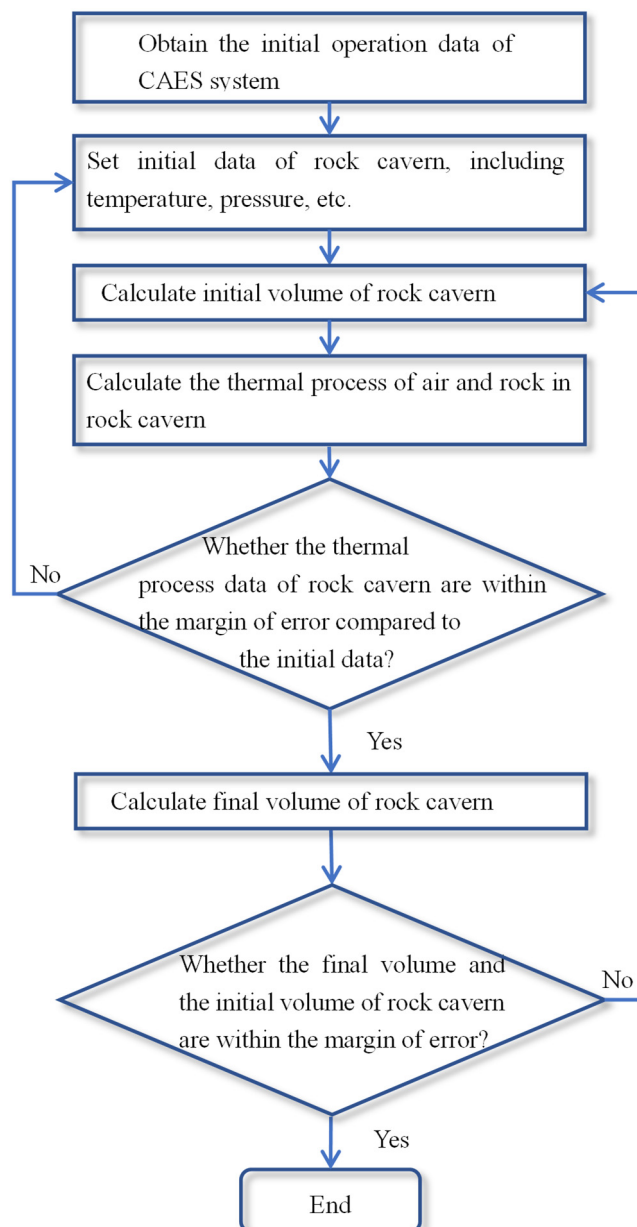 Obtain the initial operation data of
CAES system
Set initial data of rock cavern, including
temperature, pressure, etc.
Calculate initial volume of rock cavern
Calculate the thermal process of air and rock in
rock cavern
Whether the thermal
process data of rock cavern are within
the margin of error compared to
the initial data?
No
Yes
Calculate final volume of rock cavern
Whether the final volume and
the initial volume of rock cavern
are within the margin of error?
No
Yes
End